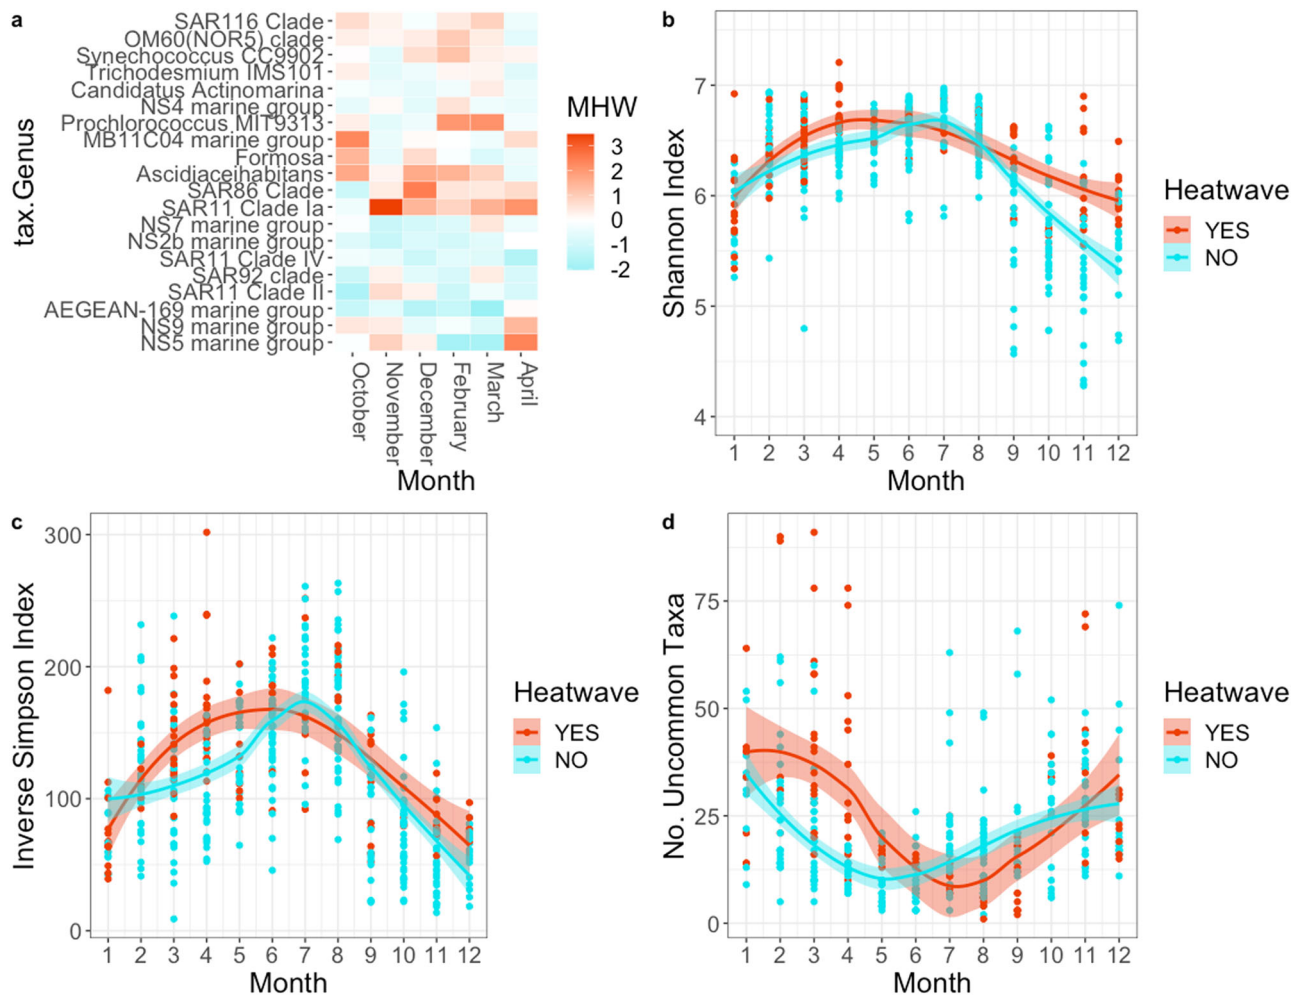 a
tax.Genus
SAR116 Clade
OM60(NOR5) clade
Synechococcus CC9902
Trichodesmium IMS101
Candidatus Actinomarina
NS4 marine group
Prochlorococcus MIT9313
MB11C04 marine group
Formosa
Ascidiaceihabitans
SAR86 Clade
SAR11 Clade Ia
NS7 marine group
NS2b marine group
SAR11 Clade IV
SAR92 clade
SAR11 Clade II
AEGEAN-169 marine group
NS9 marine group
NS5 marine group
October
November
December
February
March
April
Month
MHW
3
2
1
0
-1
-2
b
Shannon Index
7
6
5
4
1 2 3 4 5 6 7 8 9 10 11 12
Month
Heatwave
YES
NO
c
Inverse Simpson Index
300
200
100
0
1 2 3 4 5 6 7 8 9 10 11 12
Month
Heatwave
YES
NO
d
No. Uncommon Taxa
75
50
25
0
1 2 3 4 5 6 7 8 9 10 11 12
Month
Heatwave
YES
NO